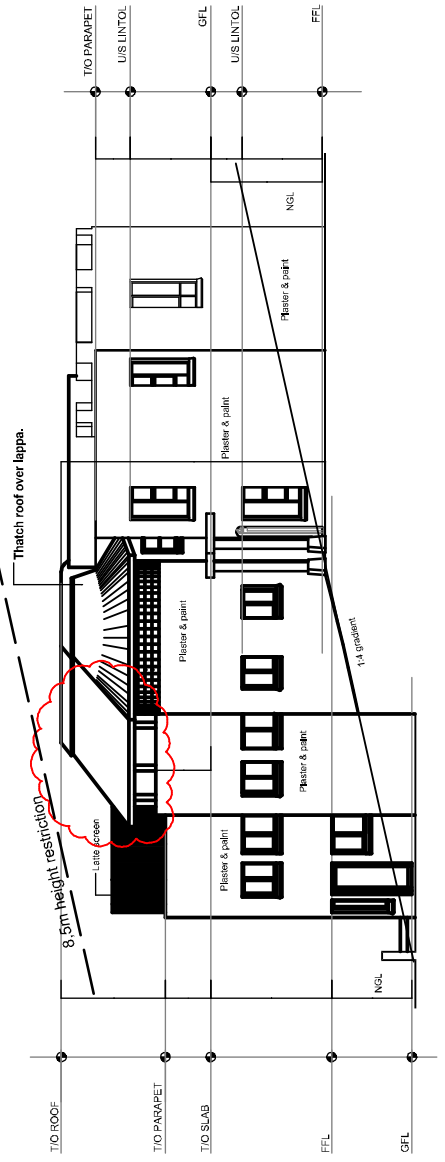 T/O PARAPET
U/S LINTOL
GFL
U/S LINTOL
FFL
NGL
Plaster & paint
Plaster & paint
Thatch roof over lappa.
Plaster & paint
1:4 gradient
Plaster & paint
Plaster & paint
8,5m height restriction
Latte screen
NGL
T/O ROOF
T/O PARAPET
T/O SLAB
FFL
GFL